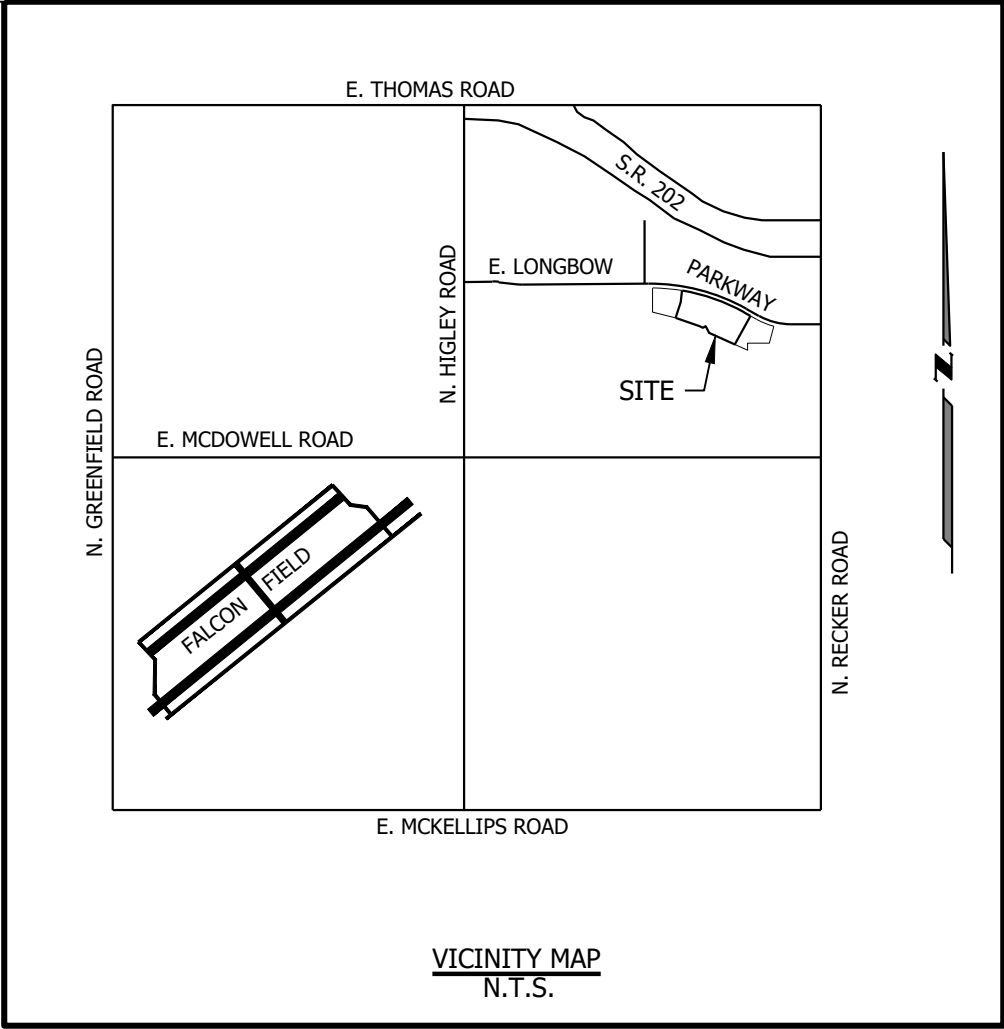 E. THOMAS ROAD
S.R. 202
E. LONGBOW
PARKWAY
N. HIGLEY ROAD
SITE
N. GREENFIELD ROAD
E. MCDOWELL ROAD
N
FALCON FIELD
N. RECKER ROAD
E. MCKELLIPS ROAD
VICINITY MAP
N.T.S.